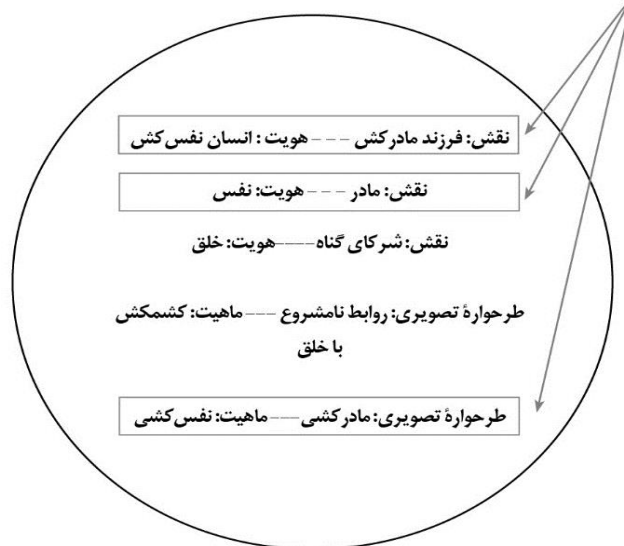 نقش: فرزند مادرکش --- هویت: انسان نفس‌کش
نقش: مادر --- هویت: نفس
نقش: شرکای گناه----هویت: خلق
طرحوارهٔ تصویری: روابط نامشروع --- ماهیت: کشمکش
با خلق
طرحوارهٔ تصویری: مادرکشی---ماهیت: نفس‌کشی